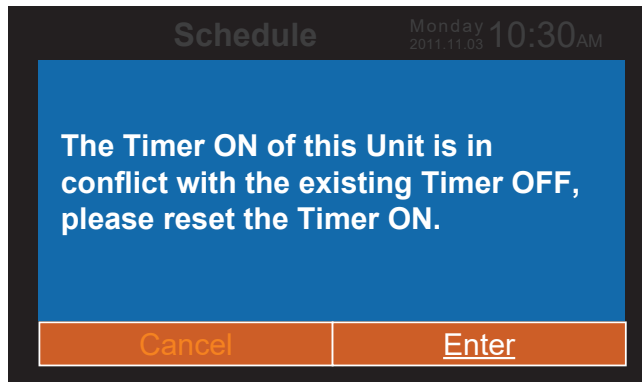 Schedule
Monday
2011.11.03 10:30AM
The Timer ON of this Unit is in
conflict with the existing Timer OFF,
please reset the Timer ON.
Cancel Enter